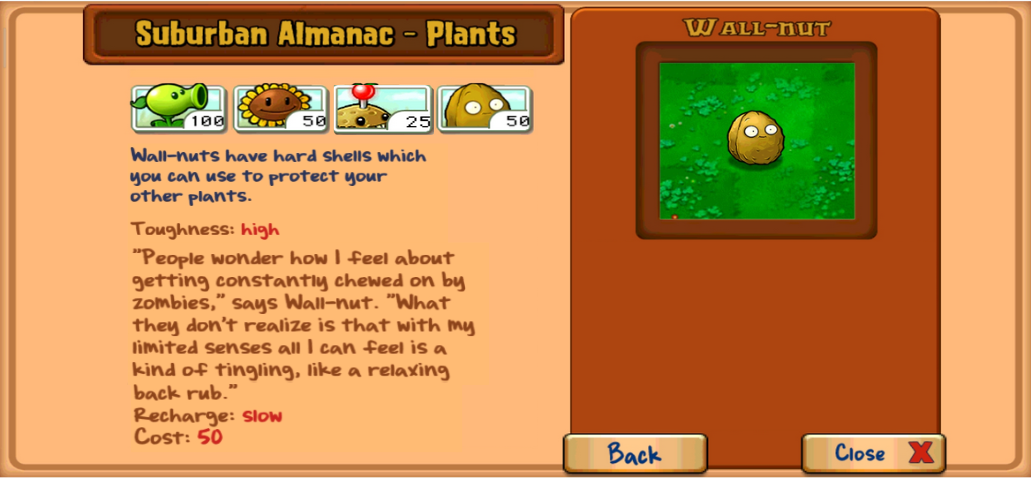 Suburban Almanac - Plants
Wall-nut
100
50
25
50
Wall-nuts have hard shells which
you can use to protect your
other plants.
Toughness: high
"People wonder how I feel about
getting constantly chewed on by
zombies," says Wall-nut. "What
they don't realize is that with my
limited senses all I can feel is a
kind of tingling, like a relaxing
back rub."
Recharge: slow
Cost: 50
Back
Close X